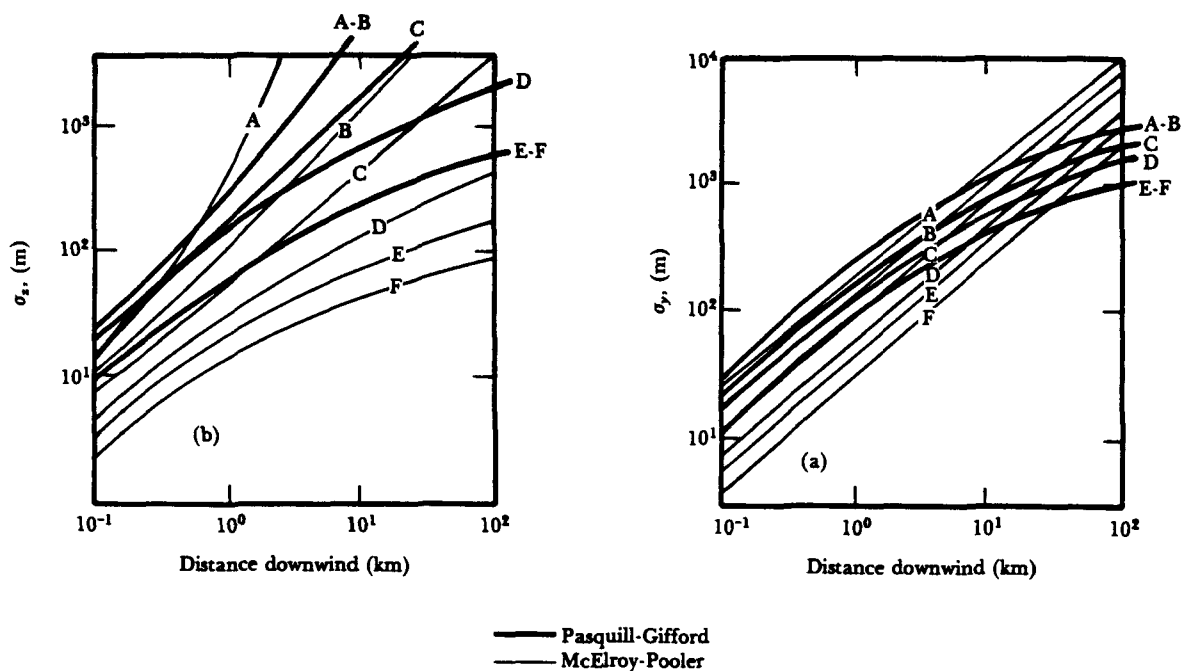 A-B
C
D
A
B
C
E-F
D
E
F
10³
10²
10¹
σz, (m)
(b)
10⁻¹ 10⁰ 10¹ 10²
Distance downwind (km)
10⁴
10³
10²
10¹
σy, (m)
A-B
C
D
E-F
A
B
C
D
E
F
(a)
10⁻¹ 10⁰ 10¹ 10²
Distance downwind (km)
Pasquill-Gifford
McElroy-Pooler